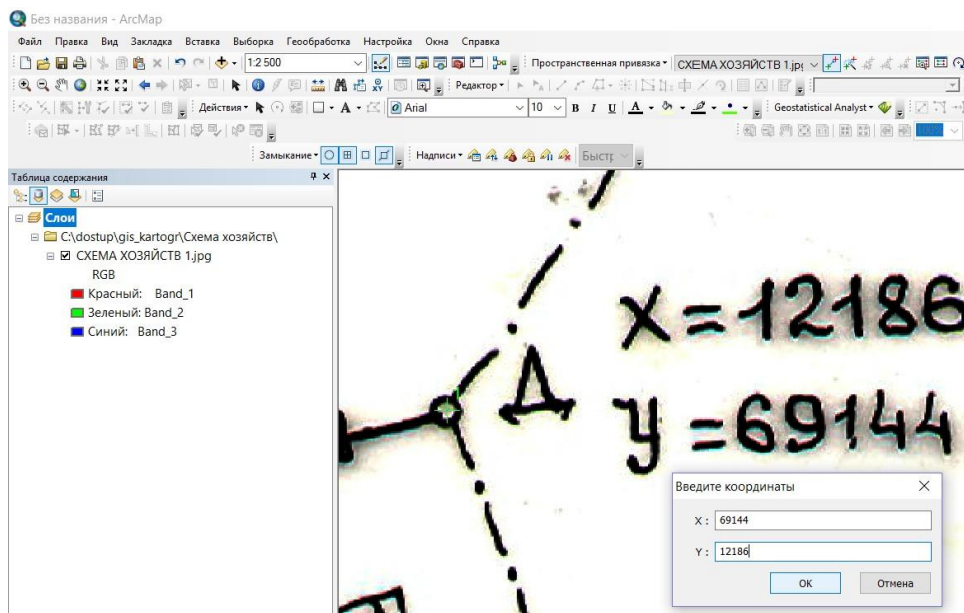 Без названия - ArcMap
Файл Правка Вид Закладка Вставка Выборка Геообработка Настройка Окна Справка
1:2 500 Пространственная привязка СХЕМА ХОЗЯЙСТВ 1.jpg
Редактор
Действия A Arial 10 B I U A Geostatistical Analyst
100%
Замыкание Надписи Быстр
Таблица содержания
Слои
C:\dostup\gis_kartogr\Схема хозяйств\
СХЕМА ХОЗЯЙСТВ 1.jpg
RGB
Красный: Band_1
Зеленый: Band_2
Синий: Band_3
x=12186
Д
y=69144
Введите координаты
X: 69144
Y: 12186
OK Отмена